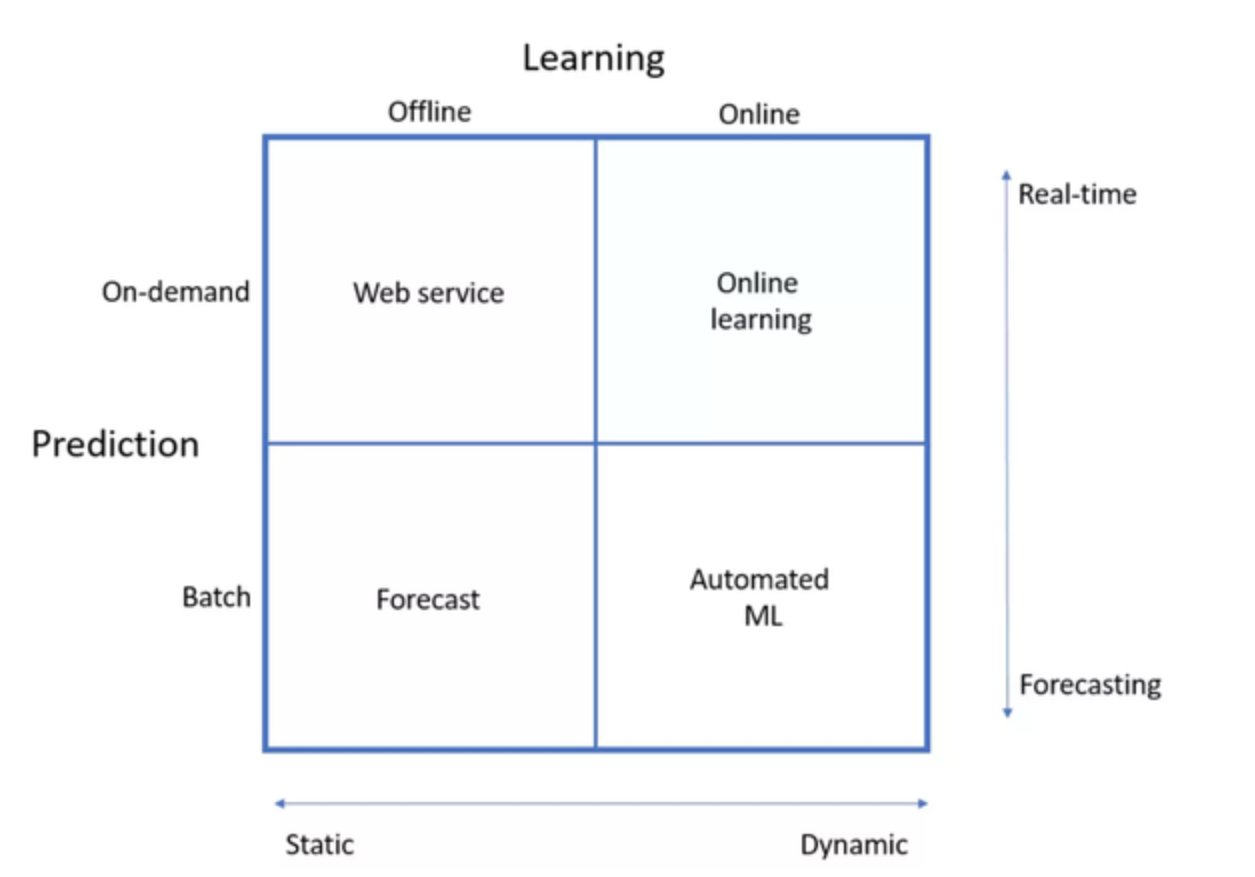 Learning
Offline
Online
Real-time
On-demand
Web service
Online
learning
Prediction
Batch
Forecast
Automated
ML
Forecasting
Static
Dynamic